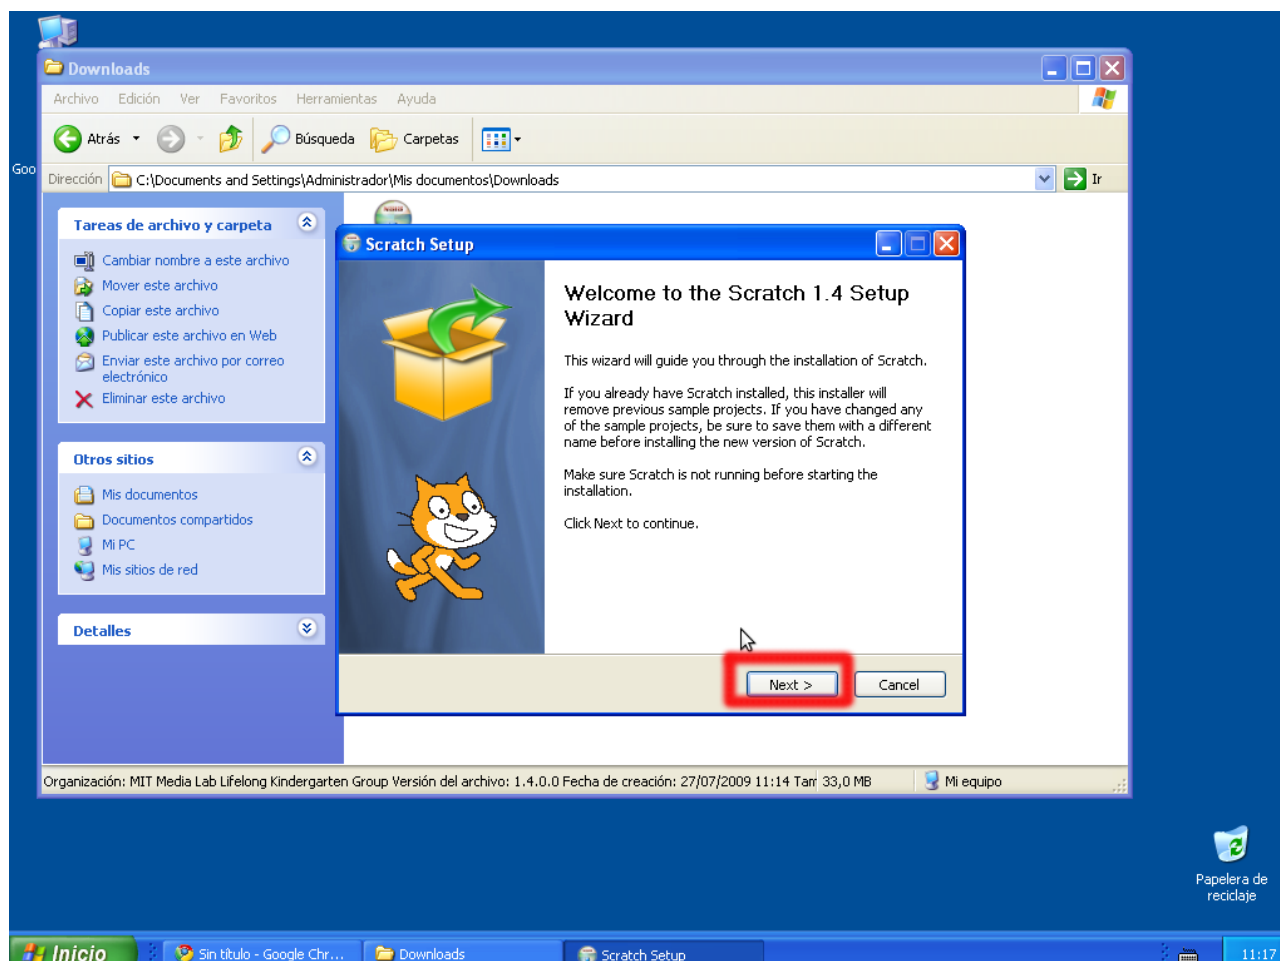 Downloads
Archivo Edición Ver Favoritos Herramientas Ayuda
Atrás Búsqueda Carpetas
Goo
Dirección C:\Documents and Settings\Administrador\Mis documentos\Downloads Ir
Tareas de archivo y carpeta
Cambiar nombre a este archivo
Mover este archivo
Copiar este archivo
Publicar este archivo en Web
Enviar este archivo por correo
electrónico
Eliminar este archivo
Otros sitios
Mis documentos
Documentos compartidos
Mi PC
Mis sitios de red
Detalles
Scratch Setup
Welcome to the Scratch 1.4 Setup
Wizard
This wizard will guide you through the installation of Scratch.
If you already have Scratch installed, this installer will
remove previous sample projects. If you have changed any
of the sample projects, be sure to save them with a different
name before installing the new version of Scratch.
Make sure Scratch is not running before starting the
installation.
Click Next to continue.
Next > Cancel
Organización: MIT Media Lab Lifelong Kindergarten Group Versión del archivo: 1.4.0.0 Fecha de creación: 27/07/2009 11:14 Tam 33,0 MB Mi equipo
Papelera de
reciclaje
Inicio Sin título - Google Chr... Downloads Scratch Setup 11:17